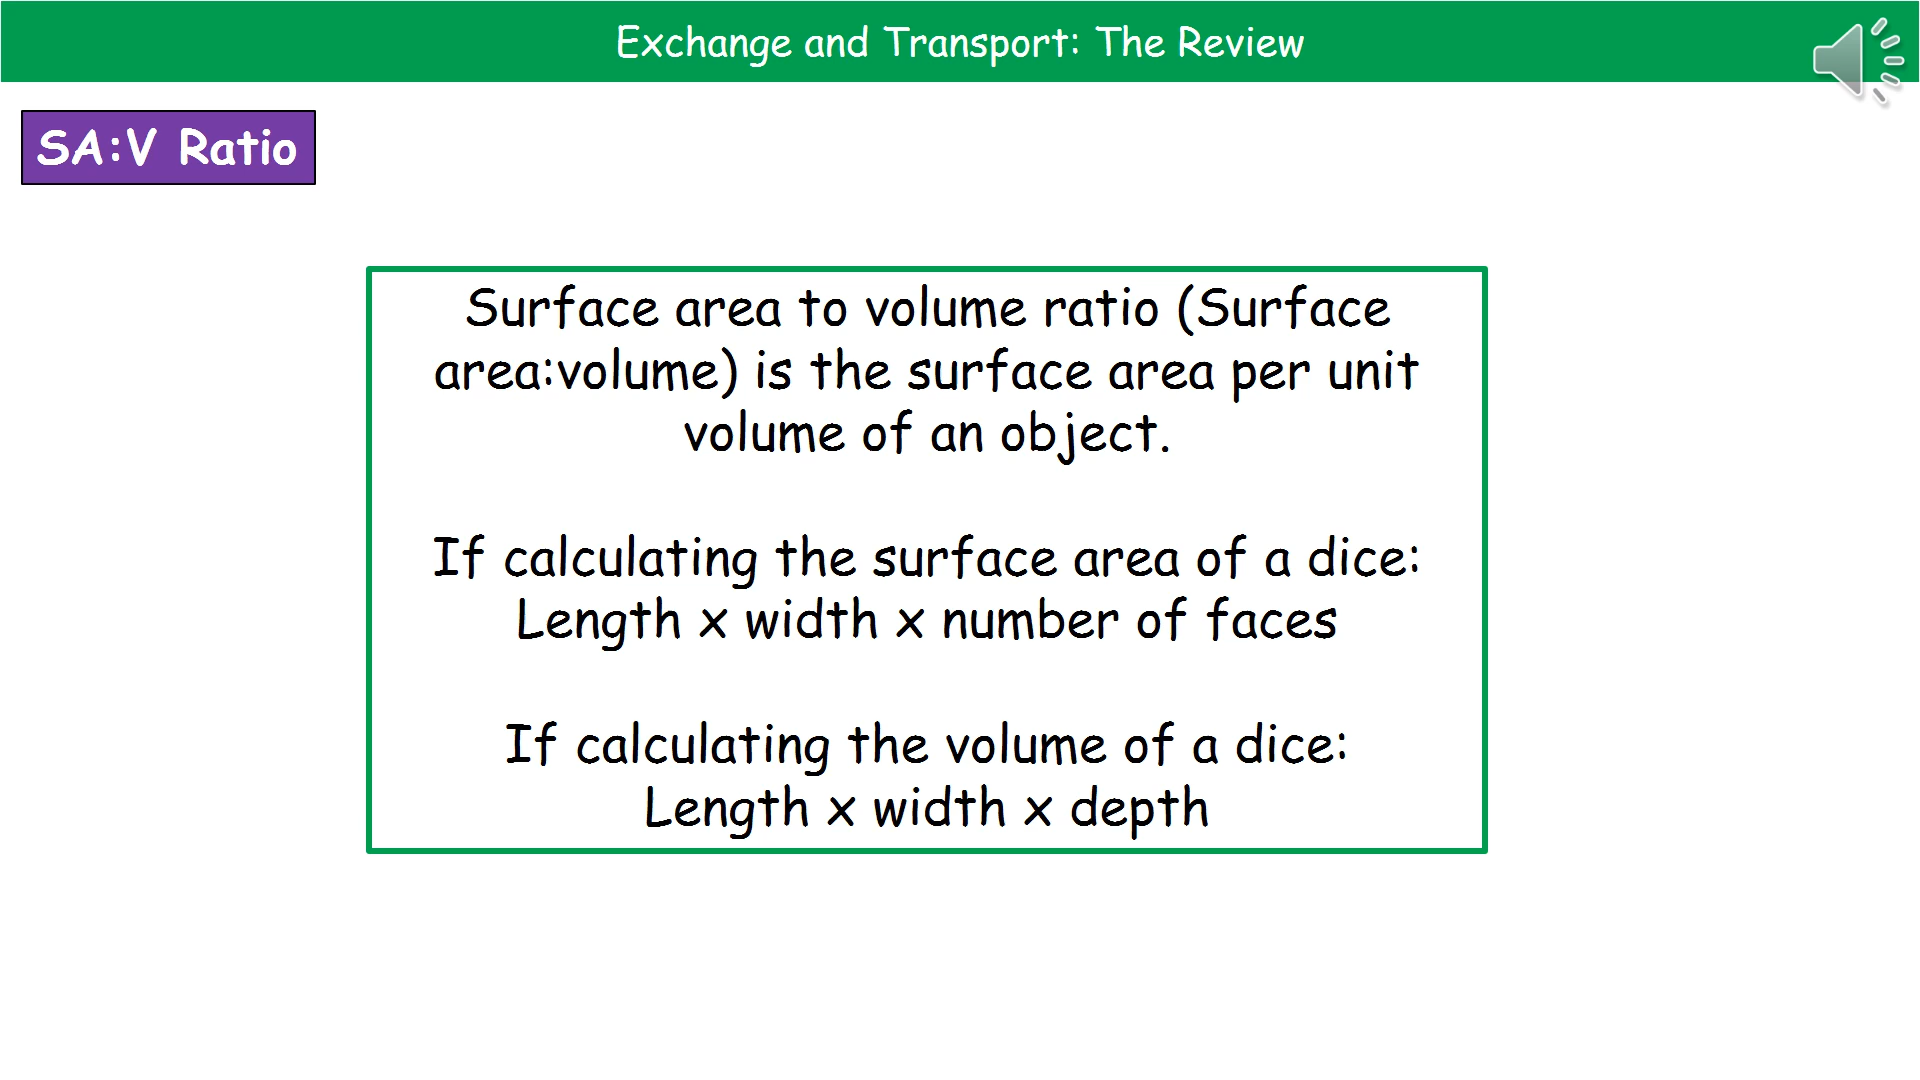 Exchange and Transport: The Review
SA:V Ratio
Surface area to volume ratio (Surface
area:volume) is the surface area per unit
volume of an object.
If calculating the surface area of a dice:
Length x width x number of faces
If calculating the volume of a dice:
Length x width x depth